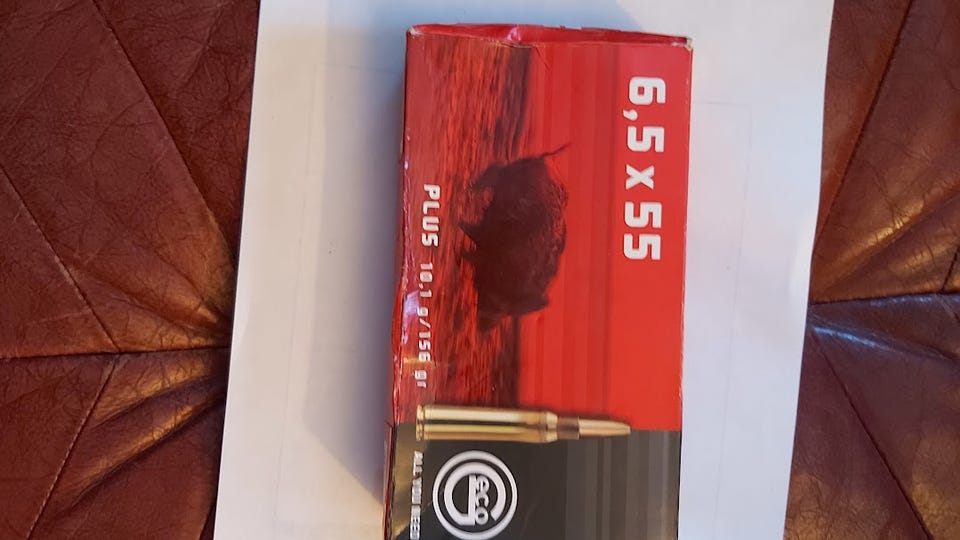 6,5 x 55
PLUS 10,1 g/156 gr
Geco
ALL YOU NEED